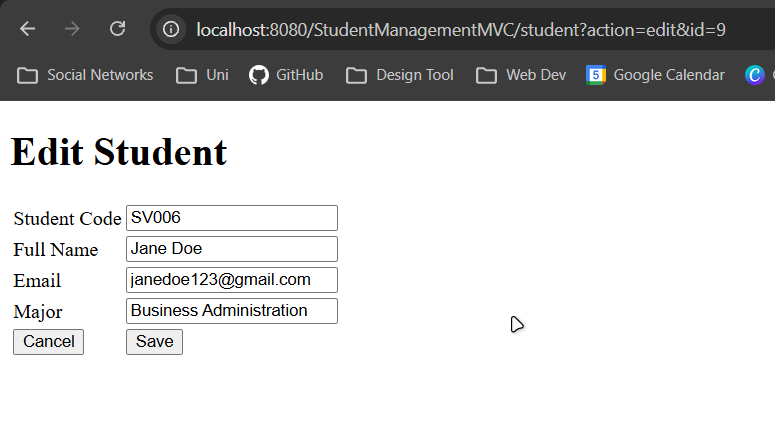 localhost:8080/StudentManagementMVC/student?action=edit&id=9
Social Networks Uni GitHub Design Tool Web Dev 5 Google Calendar C
Edit Student
Student Code SV006
Full Name Jane Doe
Email janedoe123@gmail.com
Major Business Administration
Cancel Save